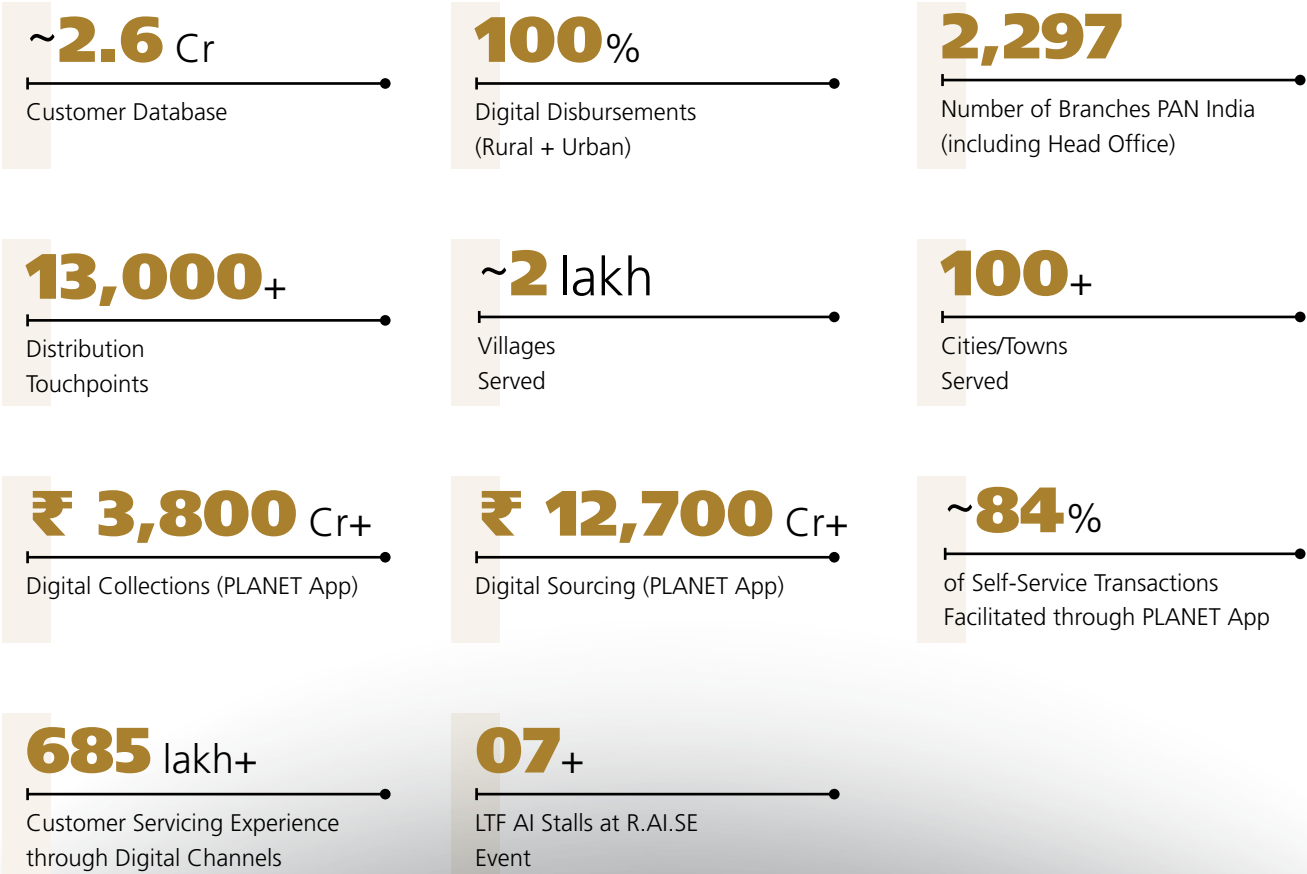 ~2.6 Cr
Customer Database
100%
Digital Disbursements
(Rural + Urban)
2,297
Number of Branches PAN India
(including Head Office)
13,000+
Distribution
Touchpoints
~2 lakh
Villages
Served
100+
Cities/Towns
Served
₹ 3,800 Cr+
Digital Collections (PLANET App)
₹ 12,700 Cr+
Digital Sourcing (PLANET App)
~84%
of Self-Service Transactions
Facilitated through PLANET App
685 lakh+
Customer Servicing Experience
through Digital Channels
07+
LTF AI Stalls at R.AI.SE
Event